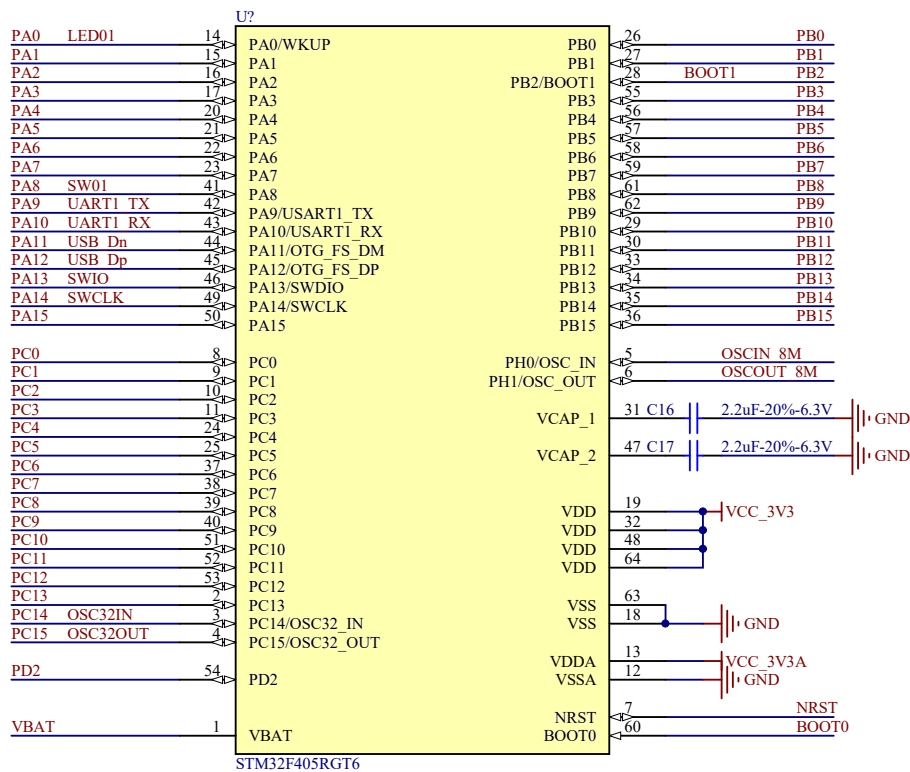 U?
PA0 LED01 14 PA0/WKUP PB0 26 PB0
PA1 15 PA1 PB1 27 PB1
PA2 16 PA2 PB2/BOOT1 28 BOOT1 PB2
PA3 17 PA3 PB3 55 PB3
PA4 20 PA4 PB4 56 PB4
PA5 21 PA5 PB5 57 PB5
PA6 22 PA6 PB6 58 PB6
PA7 23 PA7 PB7 59 PB7
PA8 SW01 41 PA8 PB8 61 PB8
PA9 UART1_TX 42 PA9/USART1_TX PB9 62 PB9
PA10 UART1_RX 43 PA10/USART1_RX PB10 29 PB10
PA11 USB_Dn 44 PA11/OTG_FS_DM PB11 30 PB11
PA12 USB_Dp 45 PA12/OTG_FS_DP PB12 33 PB12
PA13 SWIO 46 PA13/SWDIO PB13 34 PB13
PA14 SWCLK 49 PA14/SWCLK PB14 35 PB14
PA15 50 PA15 PB15 36 PB15
PC0 8 PC0 PH0/OSC_IN 5 OSCIN_8M
PC1 9 PC1 PH1/OSC_OUT 6 OSCOUT_8M
PC2 10 PC2
PC3 11 PC3 VCAP_1 31 C16 2.2uF-20%-6.3V GND
PC4 24 PC4
PC5 25 PC5 VCAP_2 47 C17 2.2uF-20%-6.3V GND
PC6 37 PC6
PC7 38 PC7
PC8 39 PC8 VDD 19 VCC_3V3
PC9 40 PC9 VDD 32
PC10 51 PC10 VDD 48
PC11 52 PC11 VDD 64
PC12 53 PC12
PC13 2 PC13 VSS 63
PC14 OSC32IN 3 PC14/OSC32_IN VSS 18 GND
PC15 OSC32OUT 4 PC15/OSC32_OUT
VDDA 13 VCC_3V3A
PD2 54 PD2 VSSA 12 GND
NRST 7 NRST
VBAT 1 VBAT BOOT0 60 BOOT0
STM32F405RGT6